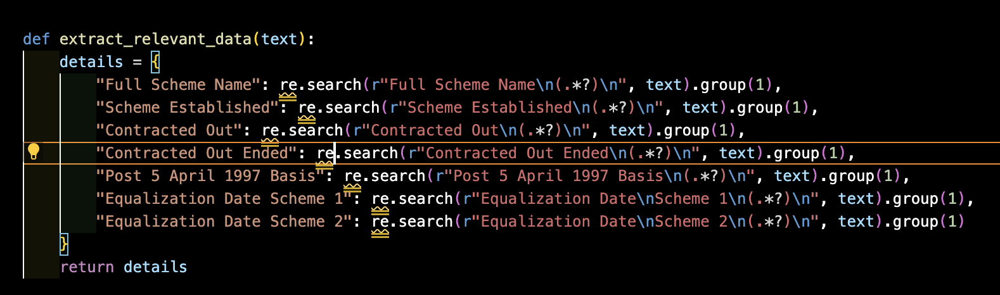 def extract_relevant_data(text):
    details = {
        "Full Scheme Name": re.search(r"Full Scheme Name\n(.*?)\n", text).group(1),
        "Scheme Established": re.search(r"Scheme Established\n(.*?)\n", text).group(1),
        "Contracted Out": re.search(r"Contracted Out\n(.*?)\n", text).group(1),
        "Contracted Out Ended": re.search(r"Contracted Out Ended\n(.*?)\n", text).group(1),
        "Post 5 April 1997 Basis": re.search(r"Post 5 April 1997 Basis\n(.*?)\n", text).group(1),
        "Equalization Date Scheme 1": re.search(r"Equalization Date\nScheme 1\n(.*?)\n", text).group(1),
        "Equalization Date Scheme 2": re.search(r"Equalization Date\nScheme 2\n(.*?)\n", text).group(1)
    }
    return details